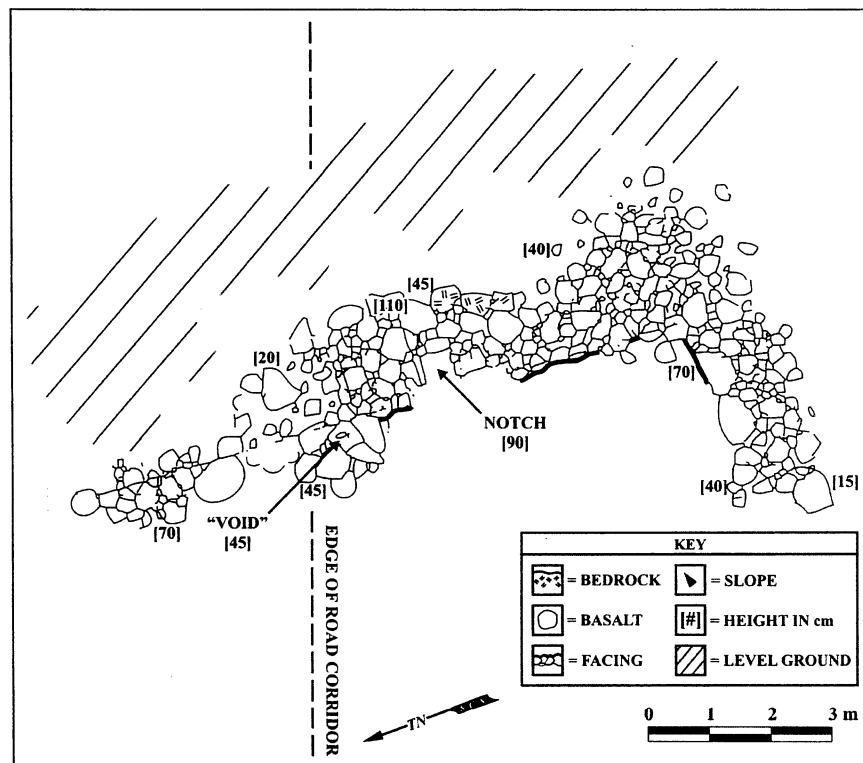 [40]
[45]
[110]
[20]
[70]
NOTCH
[90]
[40]
[15]
[45]
[70]
"VOID"
[45]
EDGE OF ROAD CORRIDOR
KEY
= BEDROCK
= SLOPE
= BASALT
[#] = HEIGHT IN cm
= FACING
= LEVEL GROUND
TN
0 1 2 3 m